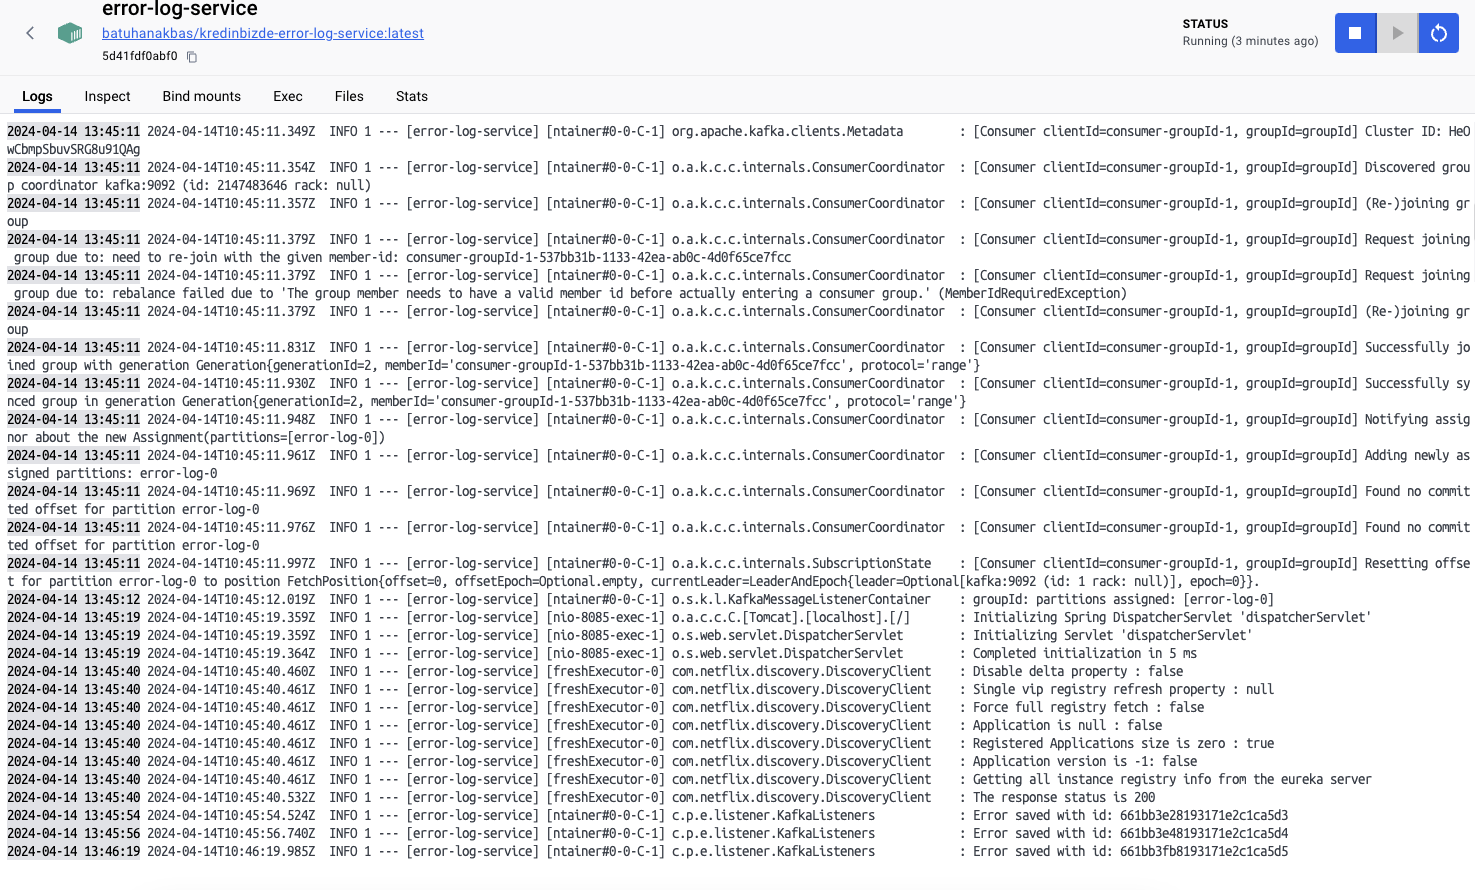 error-log-service
batuhanakbas/kredinbizde-error-log-service:latest
5d41fdf0abf0
STATUS
Running (3 minutes ago)
Logs Inspect Bind mounts Exec Files Stats
2024-04-14 13:45:11 2024-04-14T10:45:11.349Z  INFO 1 --- [error-log-service] [ntainer#0-0-C-1] org.apache.kafka.clients.Metadata        : [Consumer clientId=consumer-groupId-1, groupId=groupId] Cluster ID: HeO
wCbmpSbuvSRG8u91QAg
2024-04-14 13:45:11 2024-04-14T10:45:11.354Z  INFO 1 --- [error-log-service] [ntainer#0-0-C-1] o.a.k.c.c.internals.ConsumerCoordinator  : [Consumer clientId=consumer-groupId-1, groupId=groupId] Discovered grou
p coordinator kafka:9092 (id: 2147483646 rack: null)
2024-04-14 13:45:11 2024-04-14T10:45:11.357Z  INFO 1 --- [error-log-service] [ntainer#0-0-C-1] o.a.k.c.c.internals.ConsumerCoordinator  : [Consumer clientId=consumer-groupId-1, groupId=groupId] (Re-)joining gr
oup
2024-04-14 13:45:11 2024-04-14T10:45:11.379Z  INFO 1 --- [error-log-service] [ntainer#0-0-C-1] o.a.k.c.c.internals.ConsumerCoordinator  : [Consumer clientId=consumer-groupId-1, groupId=groupId] Request joining
 group due to: need to re-join with the given member-id: consumer-groupId-1-537bb31b-1133-42ea-ab0c-4d0f65ce7fcc
2024-04-14 13:45:11 2024-04-14T10:45:11.379Z  INFO 1 --- [error-log-service] [ntainer#0-0-C-1] o.a.k.c.c.internals.ConsumerCoordinator  : [Consumer clientId=consumer-groupId-1, groupId=groupId] Request joining
 group due to: rebalance failed due to 'The group member needs to have a valid member id before actually entering a consumer group.' (MemberIdRequiredException)
2024-04-14 13:45:11 2024-04-14T10:45:11.379Z  INFO 1 --- [error-log-service] [ntainer#0-0-C-1] o.a.k.c.c.internals.ConsumerCoordinator  : [Consumer clientId=consumer-groupId-1, groupId=groupId] (Re-)joining gr
oup
2024-04-14 13:45:11 2024-04-14T10:45:11.831Z  INFO 1 --- [error-log-service] [ntainer#0-0-C-1] o.a.k.c.c.internals.ConsumerCoordinator  : [Consumer clientId=consumer-groupId-1, groupId=groupId] Successfully jo
ined group with generation Generation{generationId=2, memberId='consumer-groupId-1-537bb31b-1133-42ea-ab0c-4d0f65ce7fcc', protocol='range'}
2024-04-14 13:45:11 2024-04-14T10:45:11.930Z  INFO 1 --- [error-log-service] [ntainer#0-0-C-1] o.a.k.c.c.internals.ConsumerCoordinator  : [Consumer clientId=consumer-groupId-1, groupId=groupId] Successfully sy
nced group in generation Generation{generationId=2, memberId='consumer-groupId-1-537bb31b-1133-42ea-ab0c-4d0f65ce7fcc', protocol='range'}
2024-04-14 13:45:11 2024-04-14T10:45:11.948Z  INFO 1 --- [error-log-service] [ntainer#0-0-C-1] o.a.k.c.c.internals.ConsumerCoordinator  : [Consumer clientId=consumer-groupId-1, groupId=groupId] Notifying assig
nor about the new Assignment(partitions=[error-log-0])
2024-04-14 13:45:11 2024-04-14T10:45:11.961Z  INFO 1 --- [error-log-service] [ntainer#0-0-C-1] o.a.k.c.c.internals.ConsumerCoordinator  : [Consumer clientId=consumer-groupId-1, groupId=groupId] Adding newly as
signed partitions: error-log-0
2024-04-14 13:45:11 2024-04-14T10:45:11.969Z  INFO 1 --- [error-log-service] [ntainer#0-0-C-1] o.a.k.c.c.internals.ConsumerCoordinator  : [Consumer clientId=consumer-groupId-1, groupId=groupId] Found no commit
ted offset for partition error-log-0
2024-04-14 13:45:11 2024-04-14T10:45:11.976Z  INFO 1 --- [error-log-service] [ntainer#0-0-C-1] o.a.k.c.c.internals.ConsumerCoordinator  : [Consumer clientId=consumer-groupId-1, groupId=groupId] Found no commit
ted offset for partition error-log-0
2024-04-14 13:45:11 2024-04-14T10:45:11.997Z  INFO 1 --- [error-log-service] [ntainer#0-0-C-1] o.a.k.c.c.internals.SubscriptionState    : [Consumer clientId=consumer-groupId-1, groupId=groupId] Resetting offse
t for partition error-log-0 to position FetchPosition{offset=0, offsetEpoch=Optional.empty, currentLeader=LeaderAndEpoch{leader=Optional[kafka:9092 (id: 1 rack: null)], epoch=0}}.
2024-04-14 13:45:12 2024-04-14T10:45:12.019Z  INFO 1 --- [error-log-service] [ntainer#0-0-C-1] o.s.k.l.KafkaMessageListenerContainer    : groupId: partitions assigned: [error-log-0]
2024-04-14 13:45:19 2024-04-14T10:45:19.359Z  INFO 1 --- [error-log-service] [nio-8085-exec-1] o.a.c.c.C.[Tomcat].[localhost].[/]       : Initializing Spring DispatcherServlet 'dispatcherServlet'
2024-04-14 13:45:19 2024-04-14T10:45:19.359Z  INFO 1 --- [error-log-service] [nio-8085-exec-1] o.s.web.servlet.DispatcherServlet        : Initializing Servlet 'dispatcherServlet'
2024-04-14 13:45:19 2024-04-14T10:45:19.364Z  INFO 1 --- [error-log-service] [nio-8085-exec-1] o.s.web.servlet.DispatcherServlet        : Completed initialization in 5 ms
2024-04-14 13:45:40 2024-04-14T10:45:40.460Z  INFO 1 --- [error-log-service] [freshExecutor-0] com.netflix.discovery.DiscoveryClient    : Disable delta property : false
2024-04-14 13:45:40 2024-04-14T10:45:40.461Z  INFO 1 --- [error-log-service] [freshExecutor-0] com.netflix.discovery.DiscoveryClient    : Single vip registry refresh property : null
2024-04-14 13:45:40 2024-04-14T10:45:40.461Z  INFO 1 --- [error-log-service] [freshExecutor-0] com.netflix.discovery.DiscoveryClient    : Force full registry fetch : false
2024-04-14 13:45:40 2024-04-14T10:45:40.461Z  INFO 1 --- [error-log-service] [freshExecutor-0] com.netflix.discovery.DiscoveryClient    : Application is null : false
2024-04-14 13:45:40 2024-04-14T10:45:40.461Z  INFO 1 --- [error-log-service] [freshExecutor-0] com.netflix.discovery.DiscoveryClient    : Registered Applications size is zero : true
2024-04-14 13:45:40 2024-04-14T10:45:40.461Z  INFO 1 --- [error-log-service] [freshExecutor-0] com.netflix.discovery.DiscoveryClient    : Application version is -1: false
2024-04-14 13:45:40 2024-04-14T10:45:40.461Z  INFO 1 --- [error-log-service] [freshExecutor-0] com.netflix.discovery.DiscoveryClient    : Getting all instance registry info from the eureka server
2024-04-14 13:45:40 2024-04-14T10:45:40.532Z  INFO 1 --- [error-log-service] [freshExecutor-0] com.netflix.discovery.DiscoveryClient    : The response status is 200
2024-04-14 13:45:54 2024-04-14T10:45:54.524Z  INFO 1 --- [error-log-service] [ntainer#0-0-C-1] c.p.e.listener.KafkaListeners            : Error saved with id: 661bb3e28193171e2c1ca5d3
2024-04-14 13:45:56 2024-04-14T10:45:56.740Z  INFO 1 --- [error-log-service] [ntainer#0-0-C-1] c.p.e.listener.KafkaListeners            : Error saved with id: 661bb3e48193171e2c1ca5d4
2024-04-14 13:46:19 2024-04-14T10:46:19.985Z  INFO 1 --- [error-log-service] [ntainer#0-0-C-1] c.p.e.listener.KafkaListeners            : Error saved with id: 661bb3fb8193171e2c1ca5d5